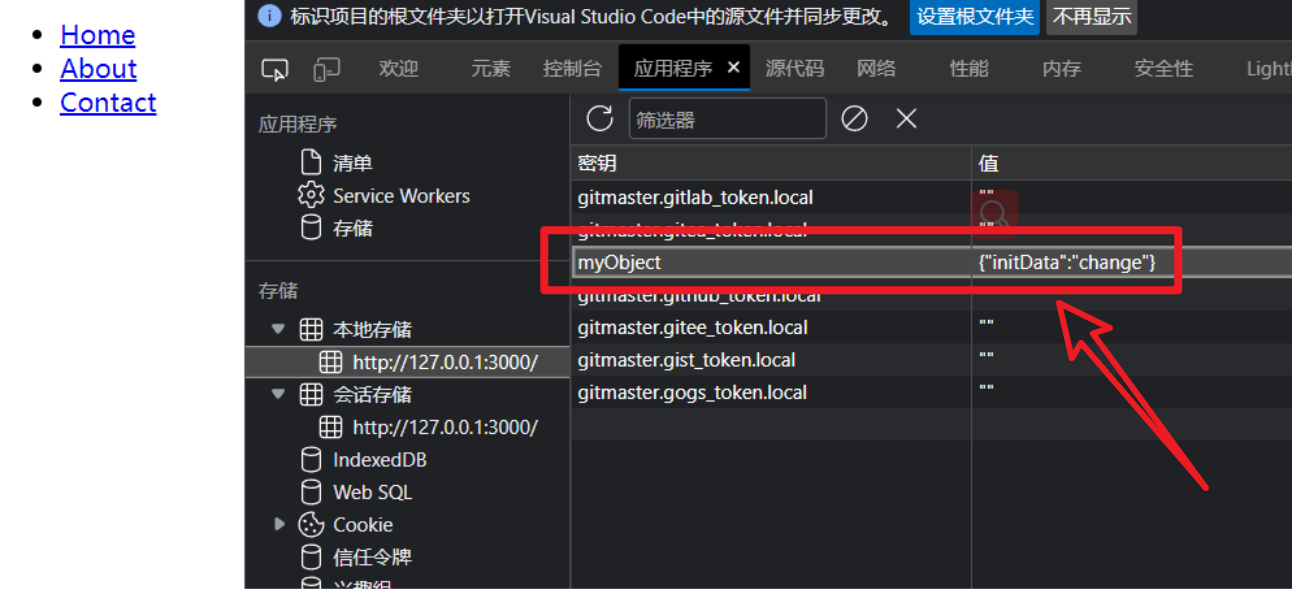 Home
About
Contact
标识项目的根文件夹以打开Visual Studio Code中的源文件并同步更改。 设置根文件夹 不再显示
欢迎 元素 控制台 应用程序 源代码 网络 性能 内存 安全性 Light
应用程序
清单
Service Workers
存储
存储
本地存储
http://127.0.0.1:3000/
会话存储
http://127.0.0.1:3000/
IndexedDB
Web SQL
Cookie
信任令牌
兴趣组
筛选器
密钥 值
gitmaster.gitlab_token.local ""
gitmaster.gitea_token.local ""
myObject {"initData":"change"}
gitmaster.github_token.local
gitmaster.gitee_token.local ""
gitmaster.gist_token.local ""
gitmaster.gogs_token.local ""